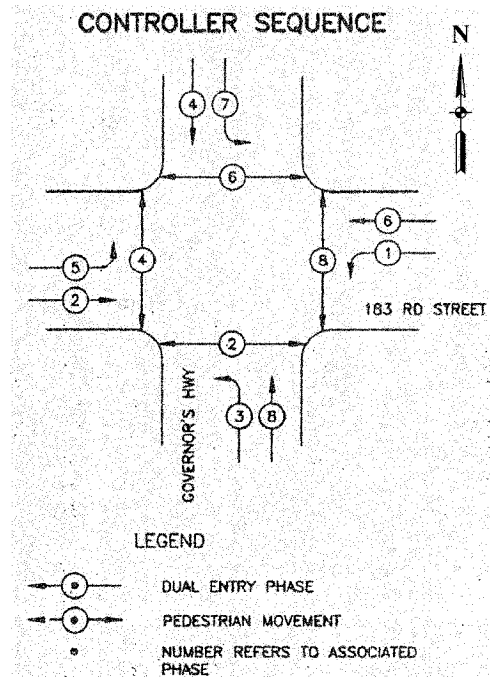 CONTROLLER SEQUENCE
N
4 7
6
6
5 4 8 1
2
183 RD STREET
2
GOVERNOR'S HWY
3 8
LEGEND
DUAL ENTRY PHASE
PEDESTRIAN MOVEMENT
NUMBER REFERS TO ASSOCIATED
PHASE